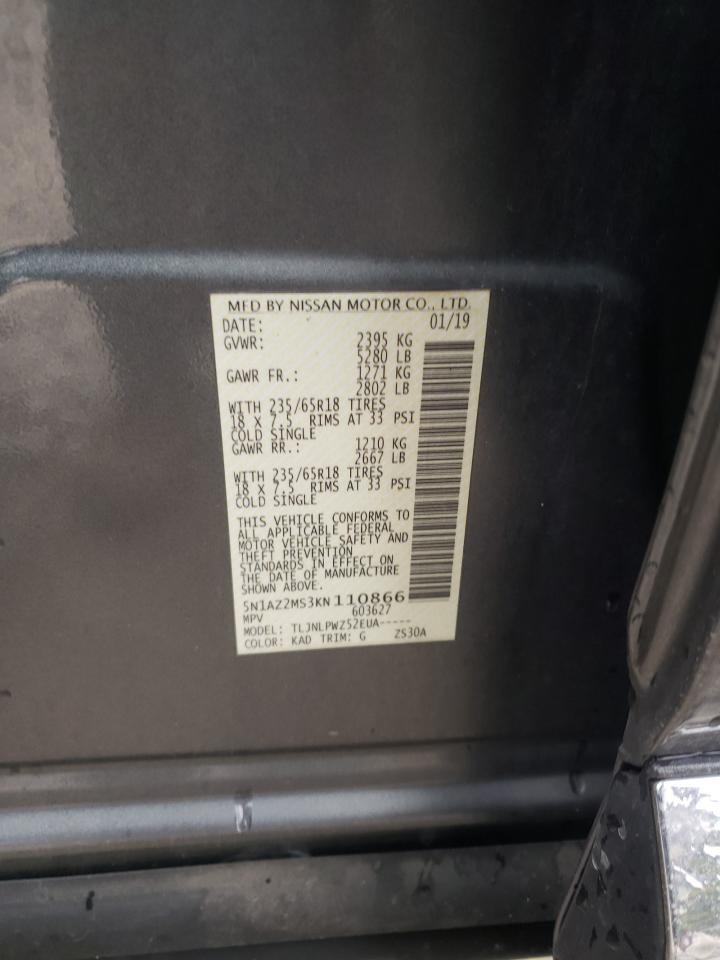 MFD BY NISSAN MOTOR CO., LTD.
DATE: 01/19
GVWR: 2395 KG
5280 LB
GAWR FR.: 1271 KG
2802 LB
WITH 235/65R18 TIRES
18 X 7.5 RIMS AT 33 PSI
COLD SINGLE
GAWR RR.: 1210 KG
2667 LB
WITH 235/65R18 TIRES
18 X 7.5 RIMS AT 33 PSI
COLD SINGLE
THIS VEHICLE CONFORMS TO
ALL APPLICABLE FEDERAL
MOTOR VEHICLE SAFETY AND
THEFT PREVENTION
STANDARDS IN EFFECT ON
THE DATE OF MANUFACTURE
SHOWN ABOVE.
5N1AZ2MS3KN110866
MPV 603627
MODEL: TLJNLPWZ52EUA-----
COLOR: KAD TRIM: G ZS30A